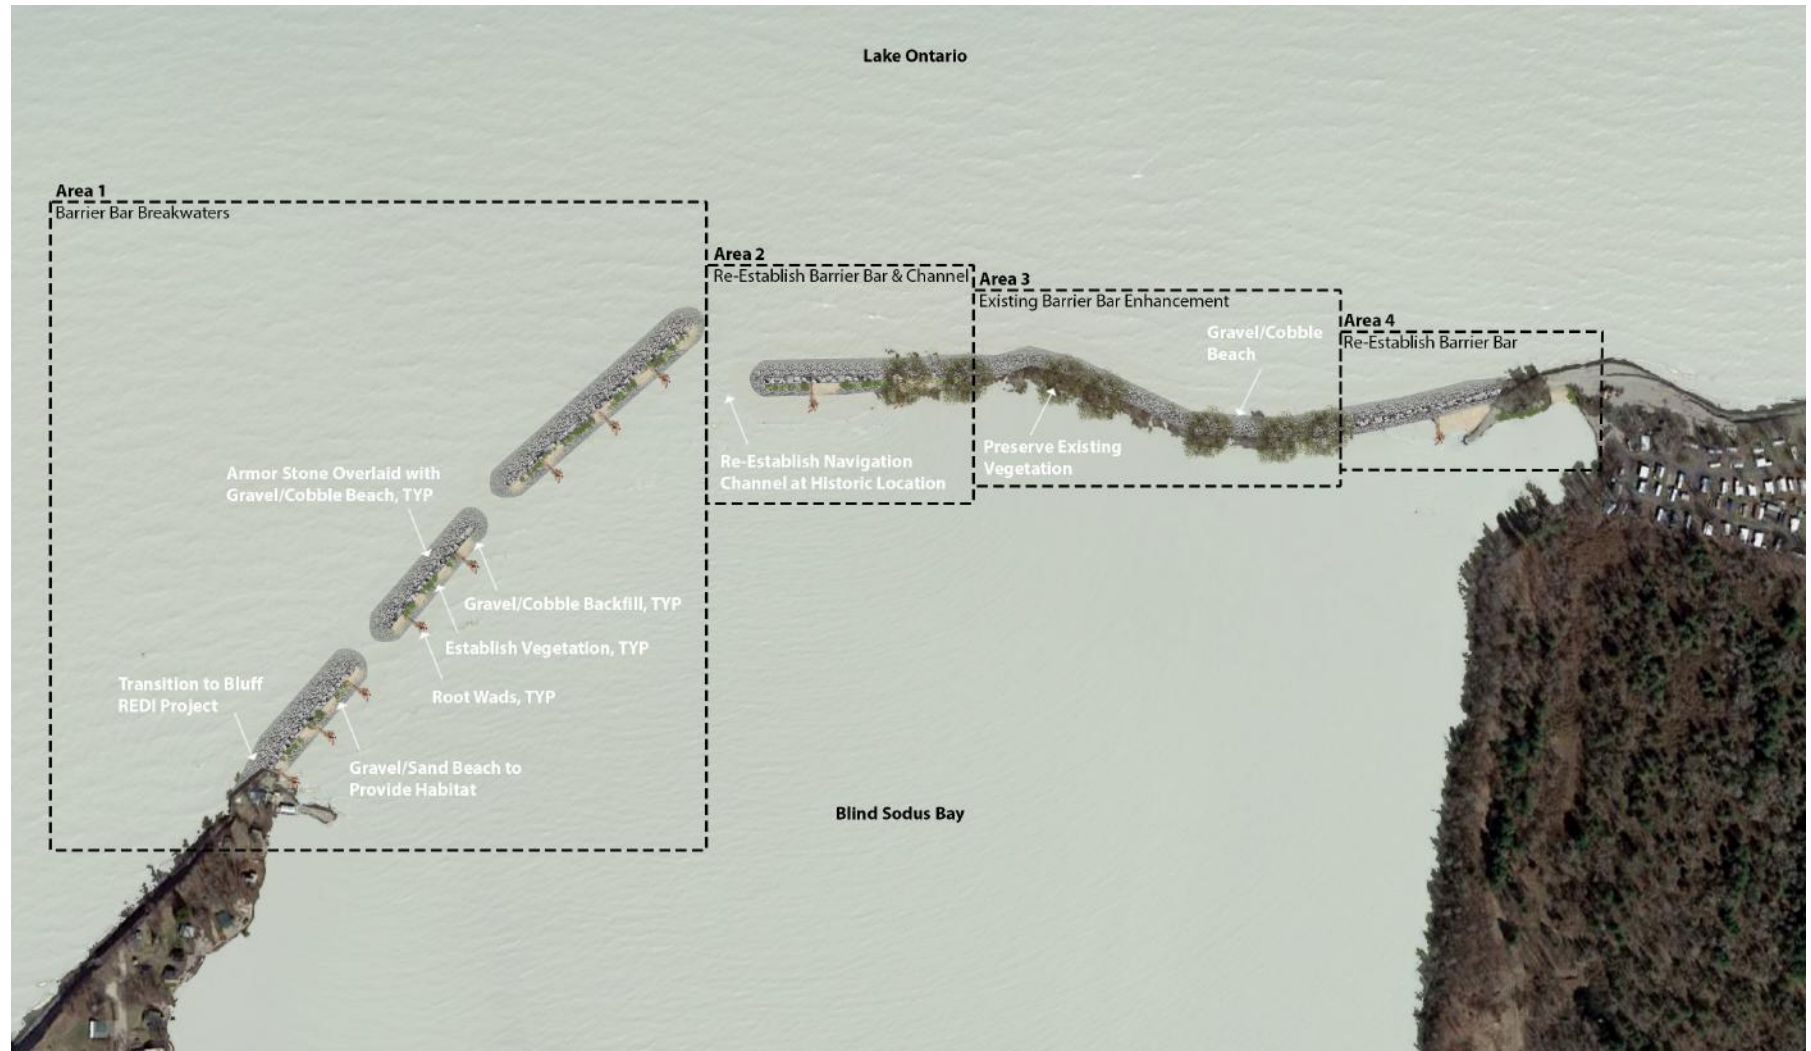 Lake Ontario
Area 1
Barrier Bar Breakwaters
Area 2
Re-Establish Barrier Bar & Channel
Area 3
Existing Barrier Bar Enhancement
Area 4
Re-Establish Barrier Bar
Gravel/Cobble
Beach
Preserve Existing
Vegetation
Re-Establish Navigation
Channel at Historic Location
Armor Stone Overlaid with
Gravel/Cobble Beach, TYP
Gravel/Cobble Backfill, TYP
Establish Vegetation, TYP
Root Wads, TYP
Transition to Bluff
REDI Project
Gravel/Sand Beach to
Provide Habitat
Blind Sodus Bay